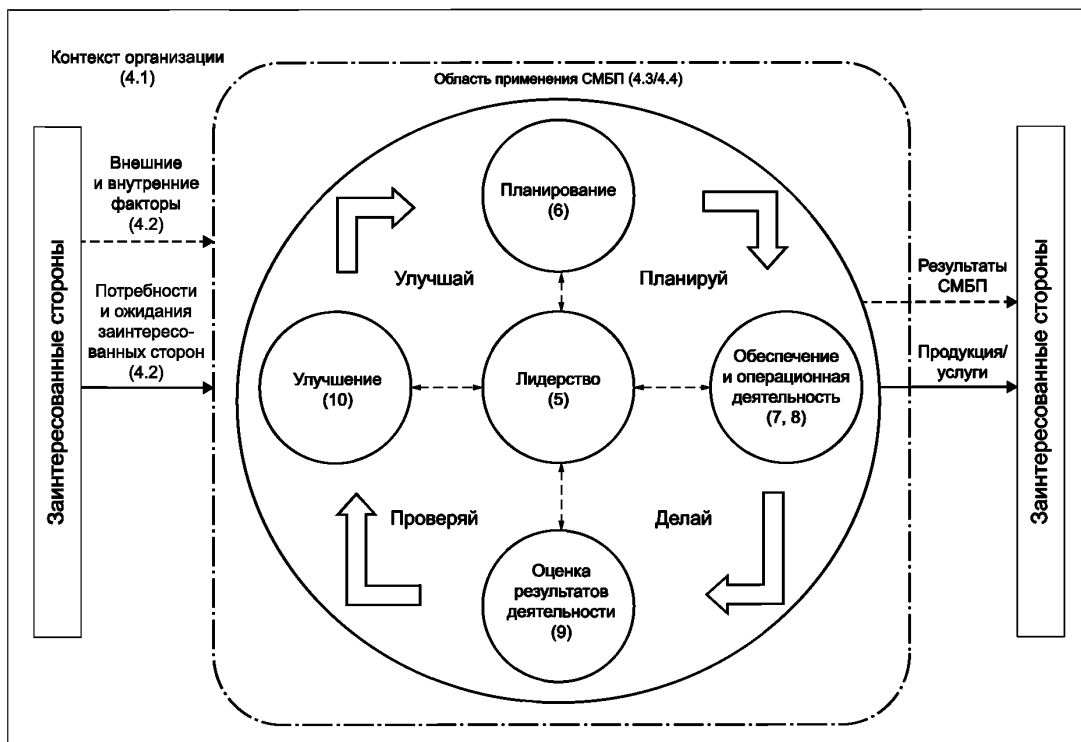 Контекст организации
(4.1)
Область применения СМБП (4.3/4.4)
Заинтересованные стороны
Внешние
и внутренние
факторы
(4.2)
Потребности
и ожидания
заинтересо-
ванных сторон
(4.2)
Планирование
(6)
Улучшай
Планируй
Улучшение
(10)
Лидерство
(5)
Обеспечение
и операционная
деятельность
(7, 8)
Проверяй
Делай
Оценка
результатов
деятельности
(9)
Результаты
СМБП
Продукция/
услуги
Заинтересованные стороны